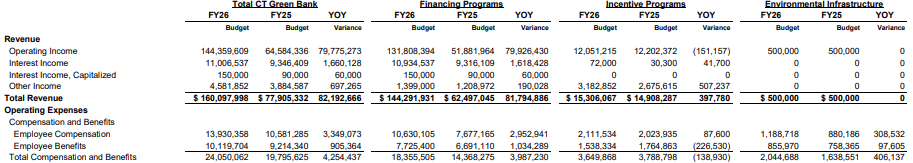 Total CT Green Bank Financing Programs Incentive Programs Environmental Infrastructure
FY26 FY25 YOY FY26 FY25 YOY FY26 FY25 YOY FY26 FY25 YOY
Budget Budget Variance Budget Budget Variance Budget Budget Variance Budget Budget Variance
Revenue
Operating Income 144,359,609 64,584,336 79,775,273 131,808,394 51,881,964 79,926,430 12,051,215 12,202,372 (151,157) 500,000 500,000 0
Interest Income 11,006,537 9,346,409 1,660,128 10,934,537 9,316,109 1,618,428 72,000 30,300 41,700 0 0 0
Interest Income, Capitalized 150,000 90,000 60,000 150,000 90,000 60,000 0 0 0 0 0 0
Other Income 4,581,852 3,884,587 697,265 1,399,000 1,208,972 190,028 3,182,852 2,675,615 507,237 0 0 0
Total Revenue $ 160,097,998 $ 77,905,332 82,192,666 $ 144,291,931 $ 62,497,045 81,794,886 $ 15,306,067 $ 14,908,287 397,780 $ 500,000 $ 500,000 0
Operating Expenses
Compensation and Benefits
Employee Compensation 13,930,358 10,581,285 3,349,073 10,630,105 7,677,165 2,952,941 2,111,534 2,023,935 87,600 1,188,718 880,186 308,532
Employee Benefits 10,119,704 9,214,340 905,364 7,725,400 6,691,110 1,034,289 1,538,334 1,764,863 (226,530) 855,970 758,365 97,605
Total Compensation and Benefits 24,050,062 19,795,625 4,254,437 18,355,505 14,368,275 3,987,230 3,649,868 3,788,798 (138,930) 2,044,688 1,638,551 406,137